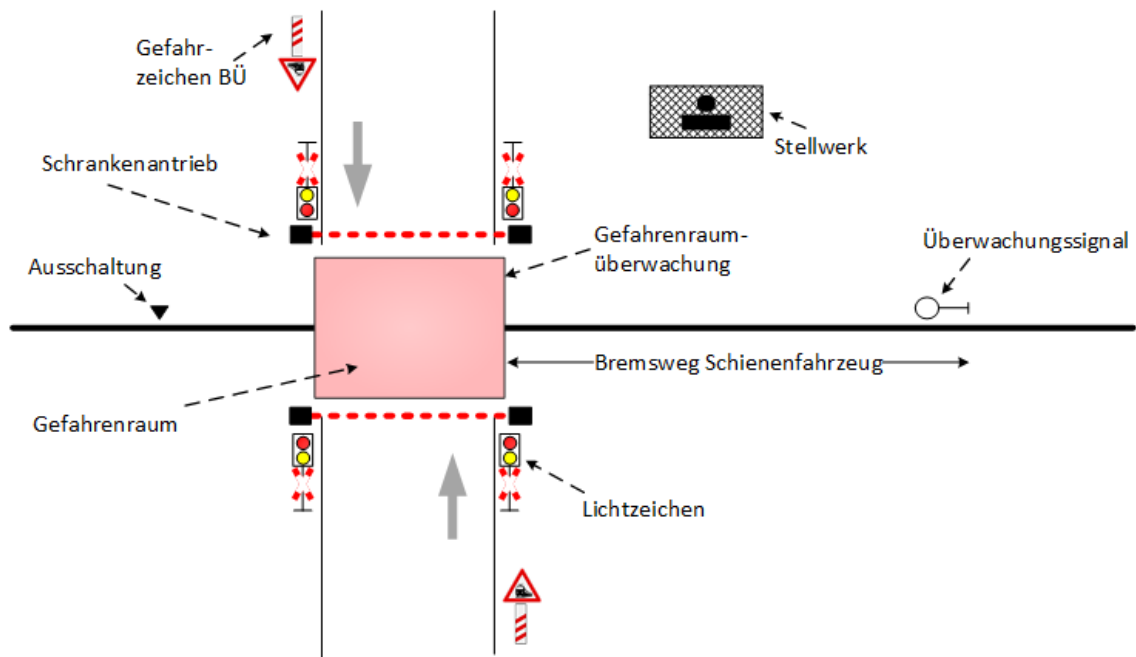 Gefahr-
zeichen BÜ
Stellwerk
Schrankenantrieb
Gefahrenraum-
überwachung
Überwachungssignal
Ausschaltung
Bremsweg Schienenfahrzeug
Gefahrenraum
Lichtzeichen